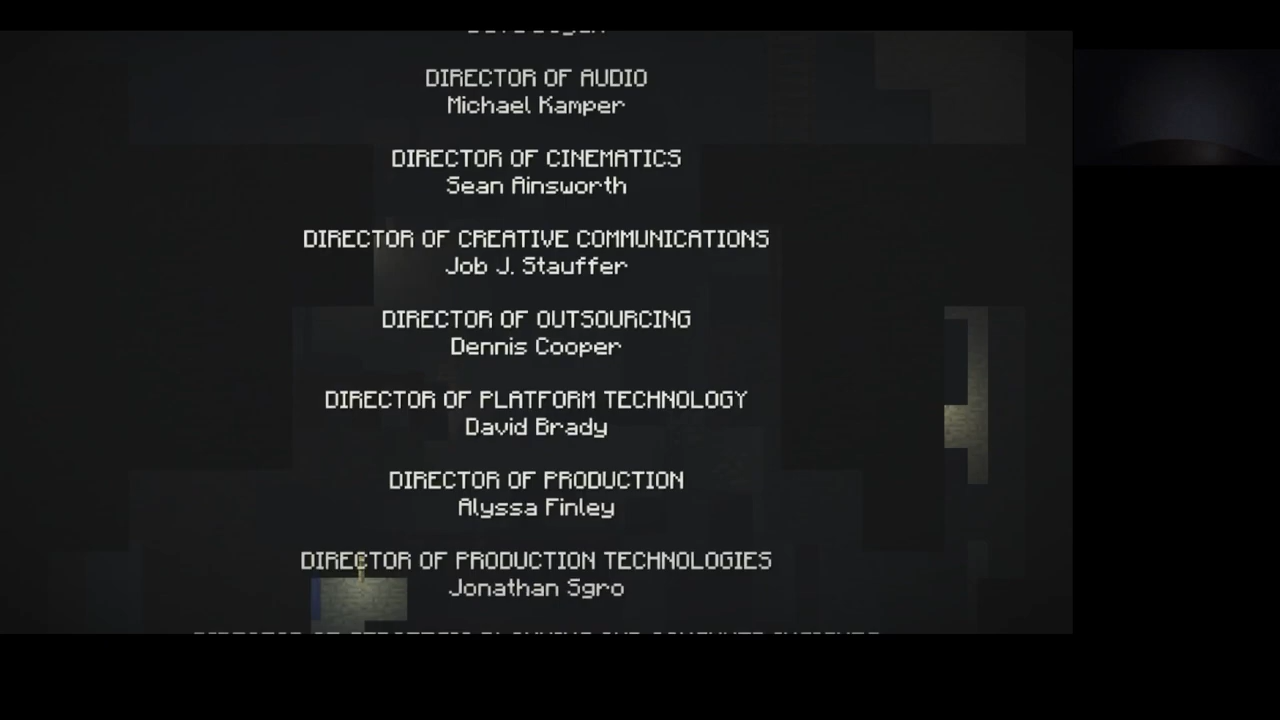 DIRECTOR OF AUDIO
Michael Kamper
DIRECTOR OF CINEMATICS
Sean Ainsworth
DIRECTOR OF CREATIVE COMMUNICATIONS
Job J. Stauffer
DIRECTOR OF OUTSOURCING
Dennis Cooper
DIRECTOR OF PLATFORM TECHNOLOGY
David Brady
DIRECTOR OF PRODUCTION
Alyssa Finley
DIRECTOR OF PRODUCTION TECHNOLOGIES
Jonathan Sgro